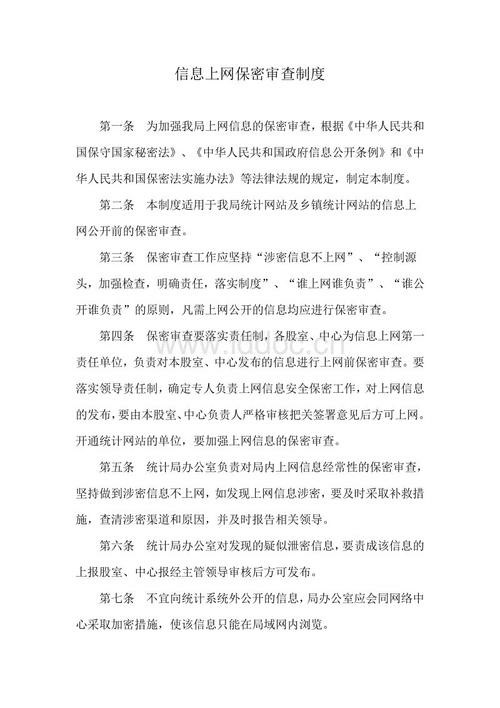 信息上网保密审查制度
第一条　为加强我局上网信息的保密审查，根据《中华人民共和
国保守国家秘密法》、《中华人民共和国政府信息公开条例》和《中
华人民共和国保密法实施办法》等法律法规的规定，制定本制度。
第二条　本制度适用于我局统计网站及乡镇统计网站的信息上
网公开前的保密审查。
第三条　保密审查工作应坚持“涉密信息不上网”、“控制源
头，加强检查，明确责任，落实制度”、“谁上网谁负责”、“谁公
开谁负责”的原则，凡需上网公开的信息均应进行保密审查。
第四条　保密审查要落实责任制，各股室、中心为信息上网第一
责任单位，负责对本股室、中心发布的信息进行上网前保密审查。要
落实领导责任制，确定专人负责上网信息安全保密工作，对上网信息
的发布，要由本股室、中心负责人严格审核把关签署意见后方可上网。
开通统计网站的单位，要加强上网信息的保密审查。
第五条　统计局办公室负责对局内上网信息经常性的保密审查，
坚持做到涉密信息不上网，如发现上网信息涉密，要及时采取补救措
施，查清涉密渠道和原因，并及时报告相关领导。
第六条　统计局办公室对发现的疑似泄密信息，要责成该信息的
上报股室、中心报经主管领导审核后方可发布。
第七条　不宜向统计系统外公开的信息，局办公室应会同网络中
心采取加密措施，使该信息只能在局域网内浏览。